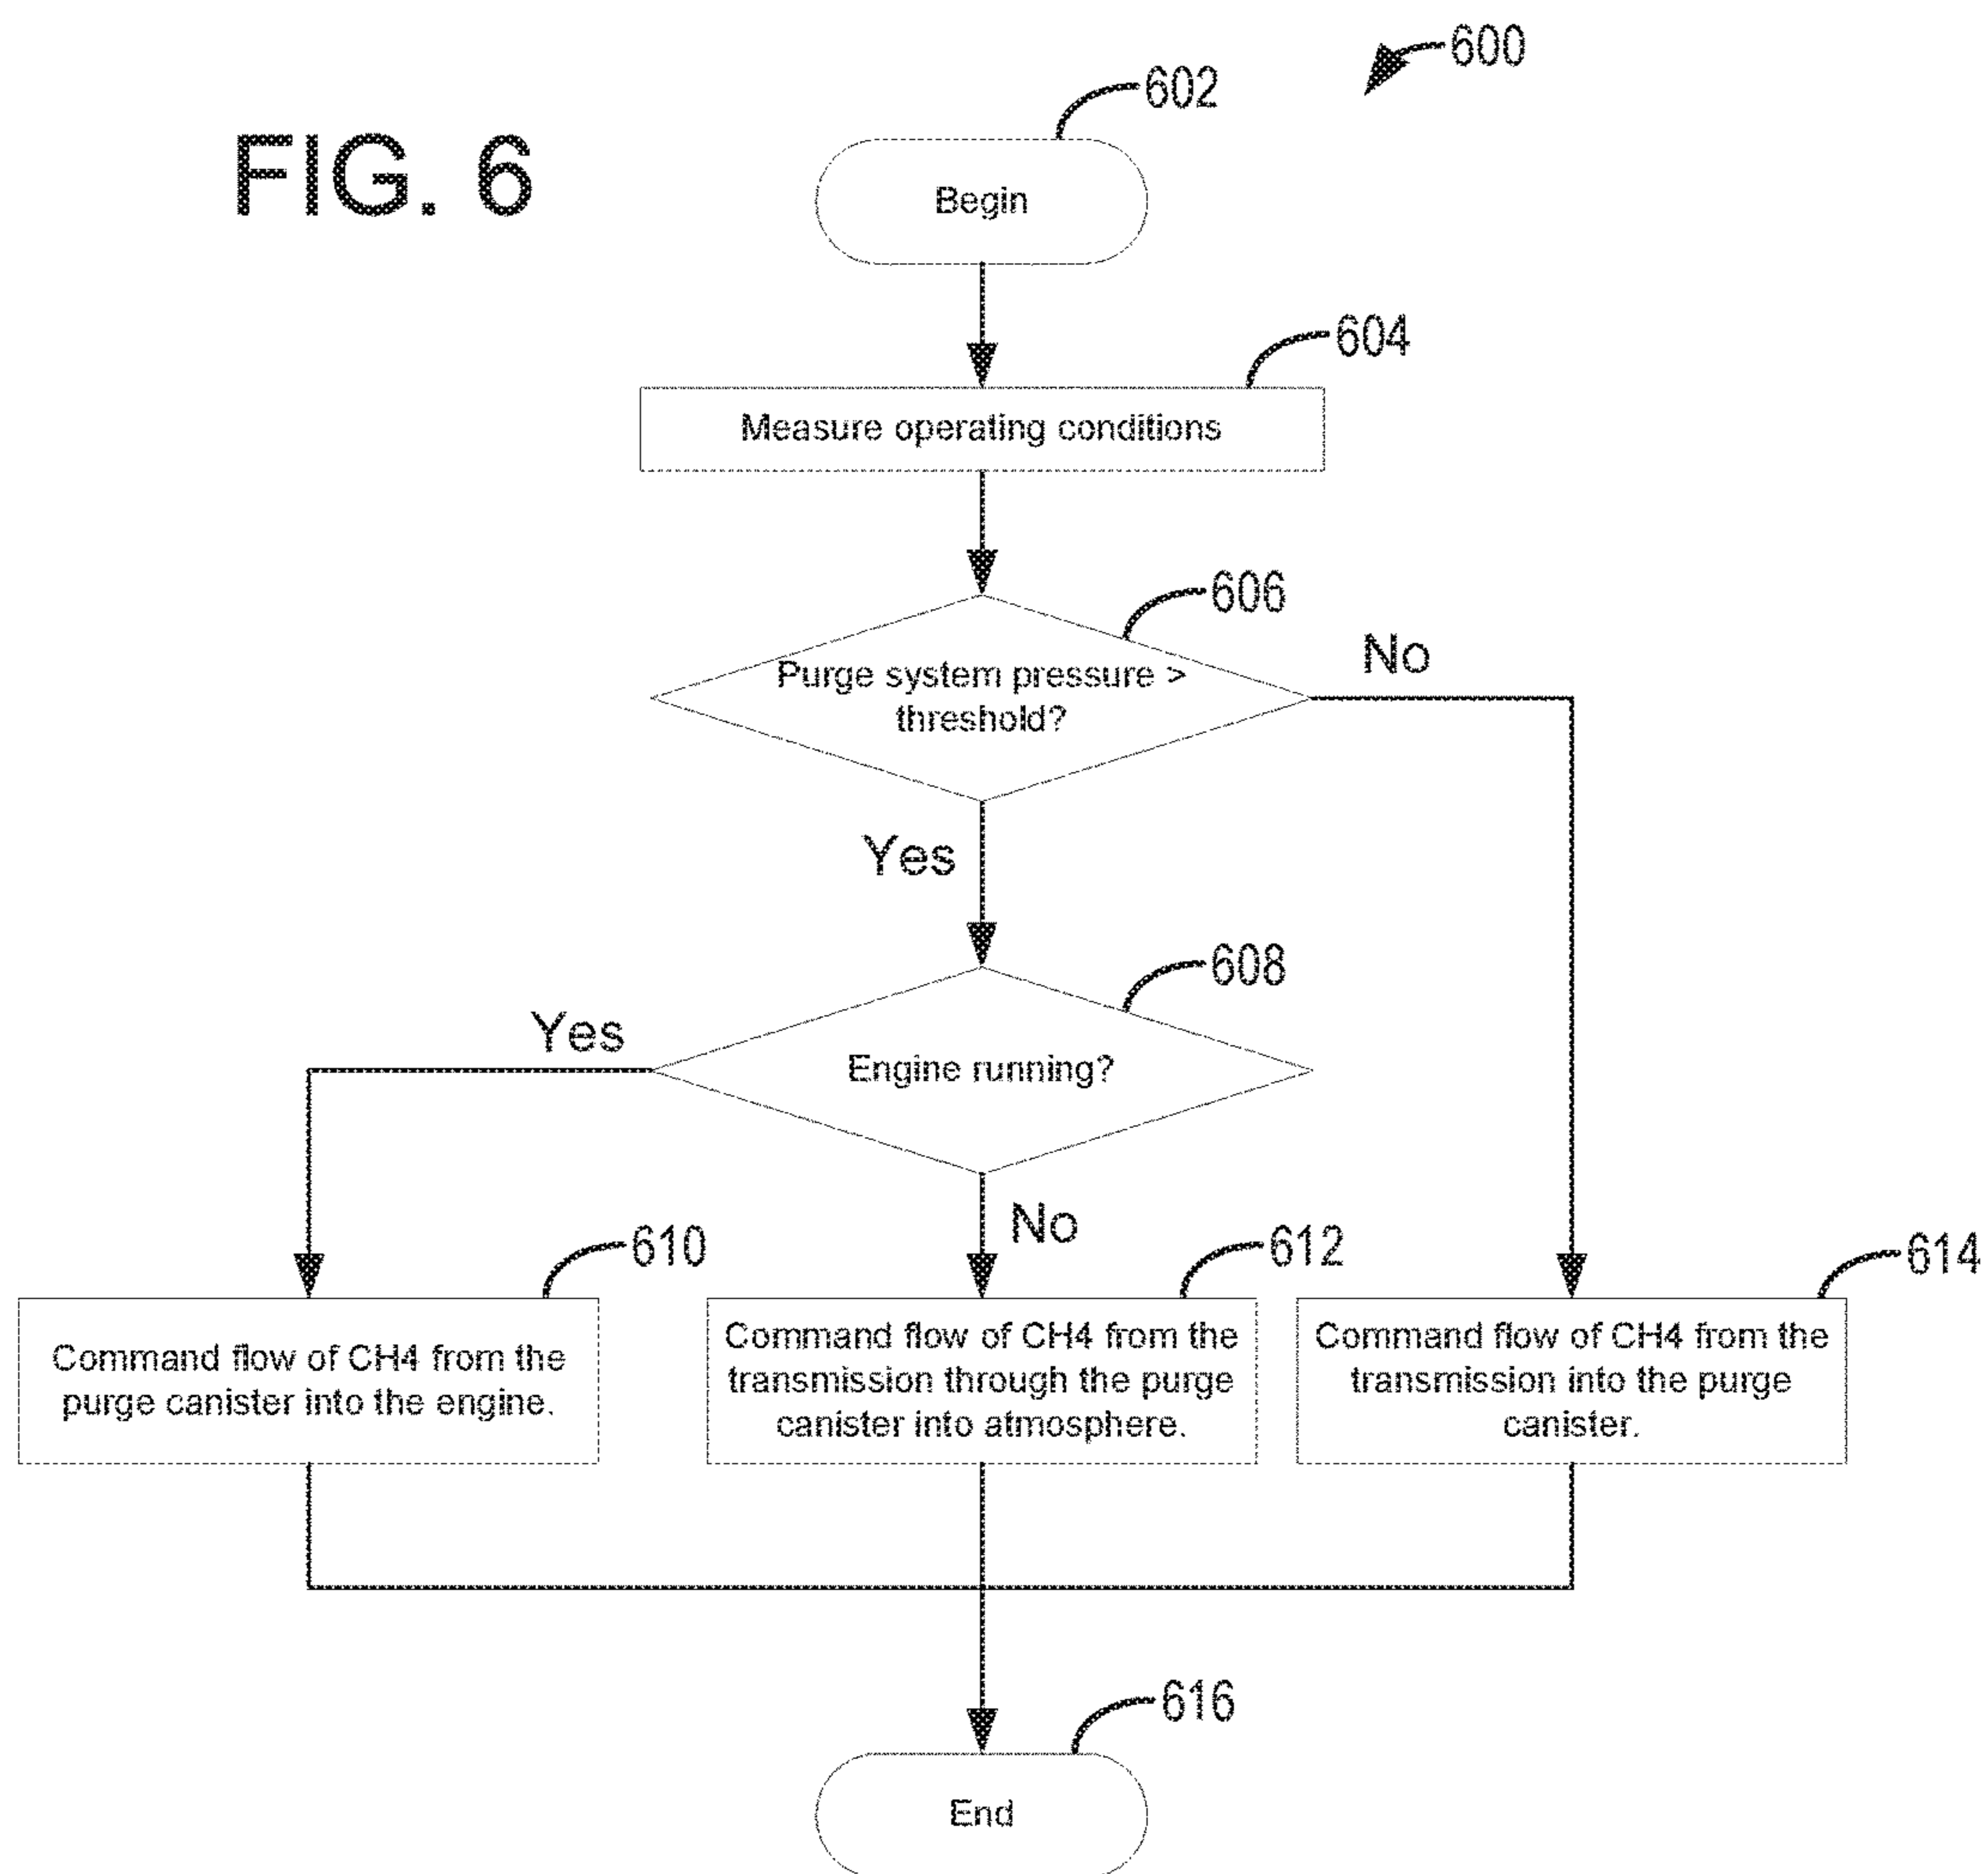 600
602
FIG. 6
Begin
604
Measure operating conditions
606
No
Purge system pressure >
threshold?
Yes
608
Yes
Engine running?
No
610
612
614
Command flow of CH4 from the
purge canister into the engine.
Command flow of CH4 from the
transmission through the purge
canister into atmosphere.
Command flow of CH4 from the
transmission into the purge
canister.
616
End